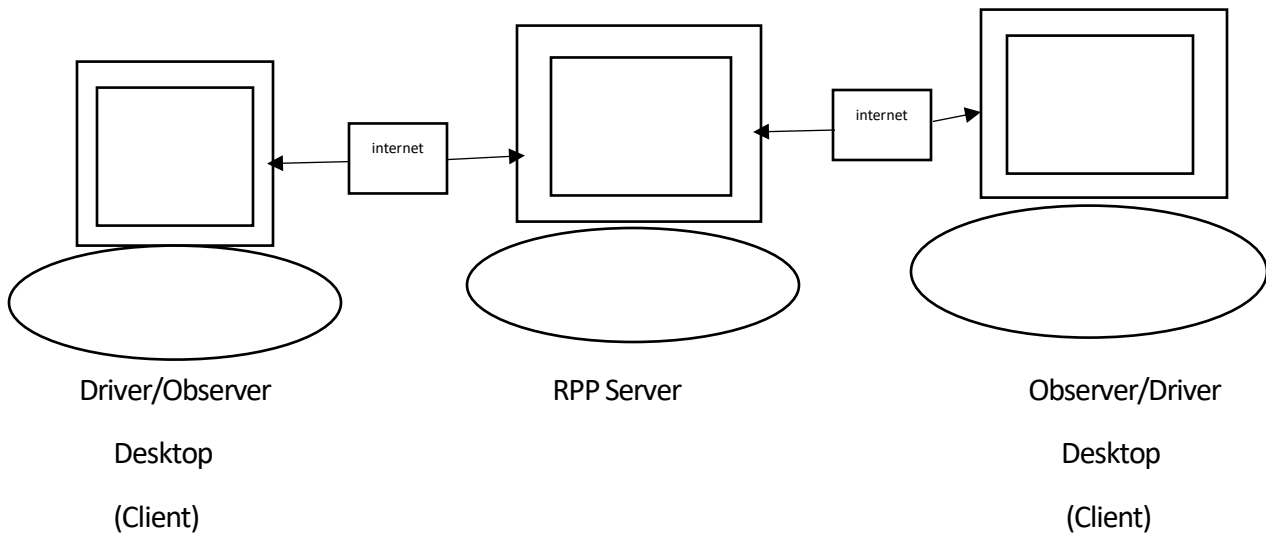 internet
internet
Driver/Observer
Desktop
(Client)
RPP Server
Observer/Driver
Desktop
(Client)